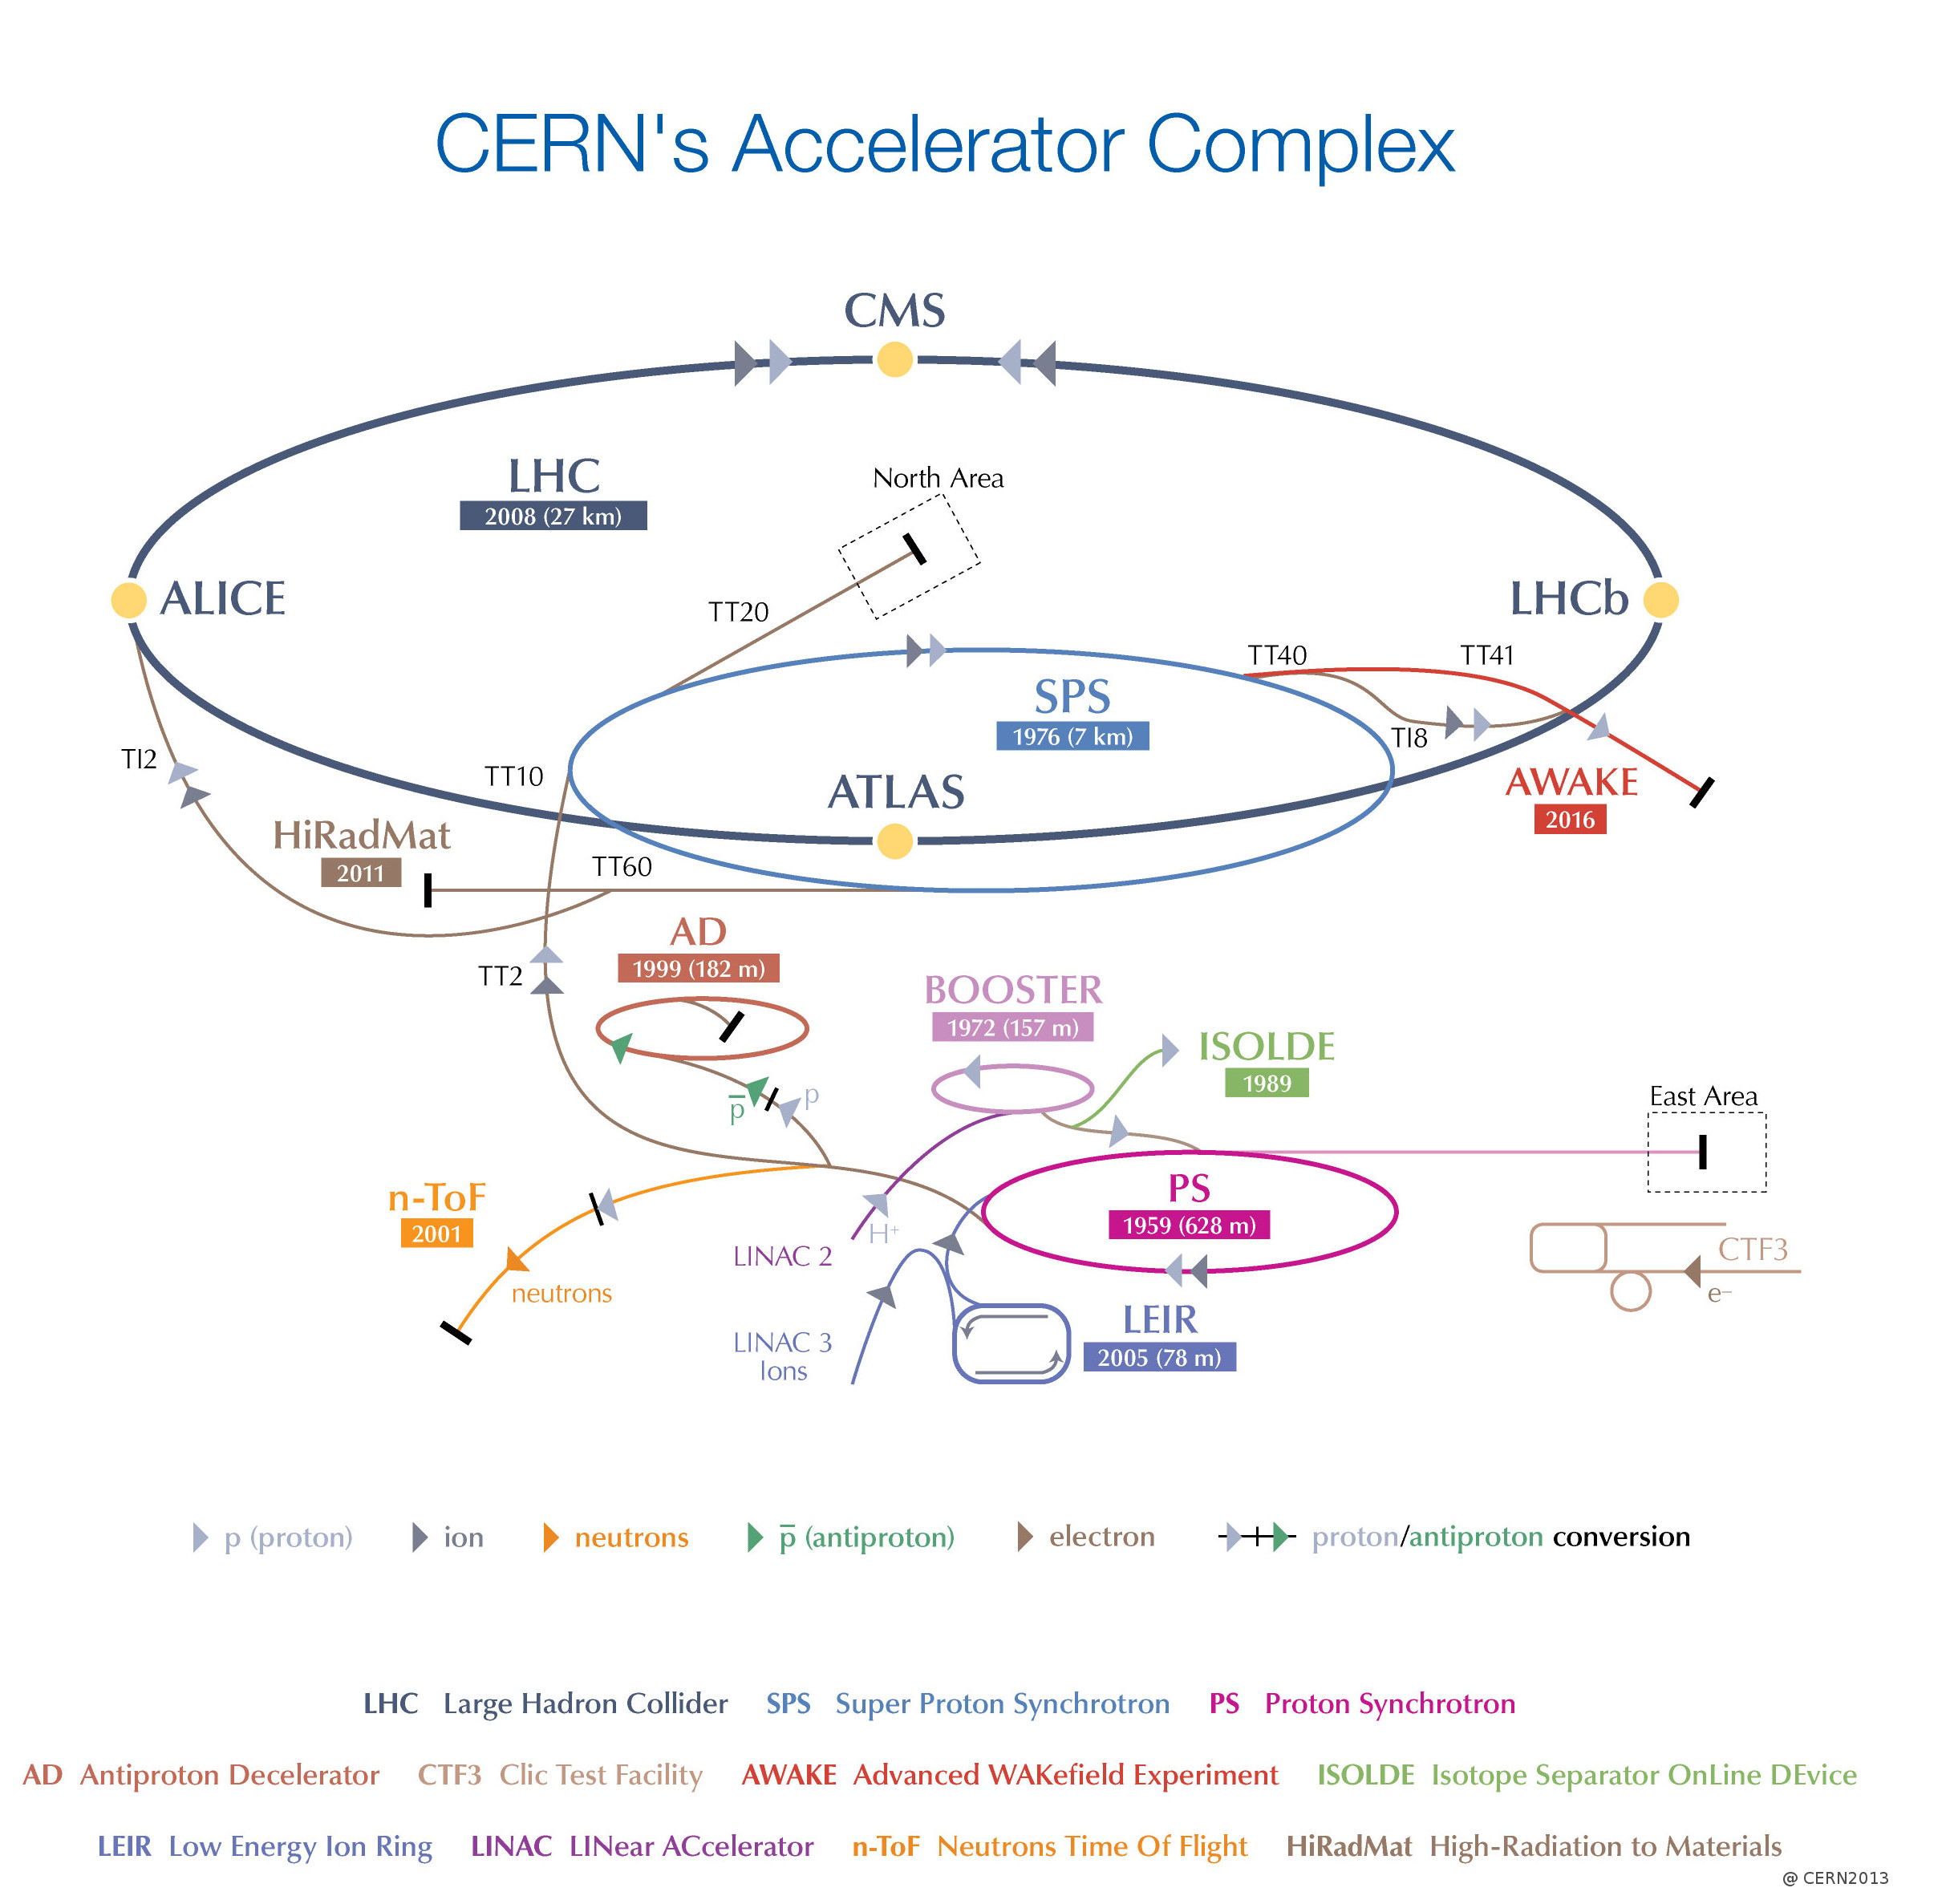 CERN's Accelerator Complex
CMS
LHC
2008 (27 km)
North Area
ALICE
LHCb
TT20
TT40
TT41
SPS
1976 (7 km)
TI2
TT10
TI8
ATLAS
AWAKE
2016
HiRadMat
2011
TT60
AD
1999 (182 m)
TT2
BOOSTER
1972 (157 m)
ISOLDE
1989
p̅
p
East Area
n-ToF
2001
PS
1959 (628 m)
H⁺
LINAC 2
CTF3
neutrons
e⁻
LEIR
2005 (78 m)
LINAC 3
Ions
p (proton) ion neutrons p̅ (antiproton) electron proton/antiproton conversion
LHC Large Hadron Collider SPS Super Proton Synchrotron PS Proton Synchrotron
AD Antiproton Decelerator CTF3 Clic Test Facility AWAKE Advanced WAKefield Experiment ISOLDE Isotope Separator OnLine DEvice
LEIR Low Energy Ion Ring LINAC LINear ACcelerator n-ToF Neutrons Time Of Flight HiRadMat High-Radiation to Materials
@ CERN2013